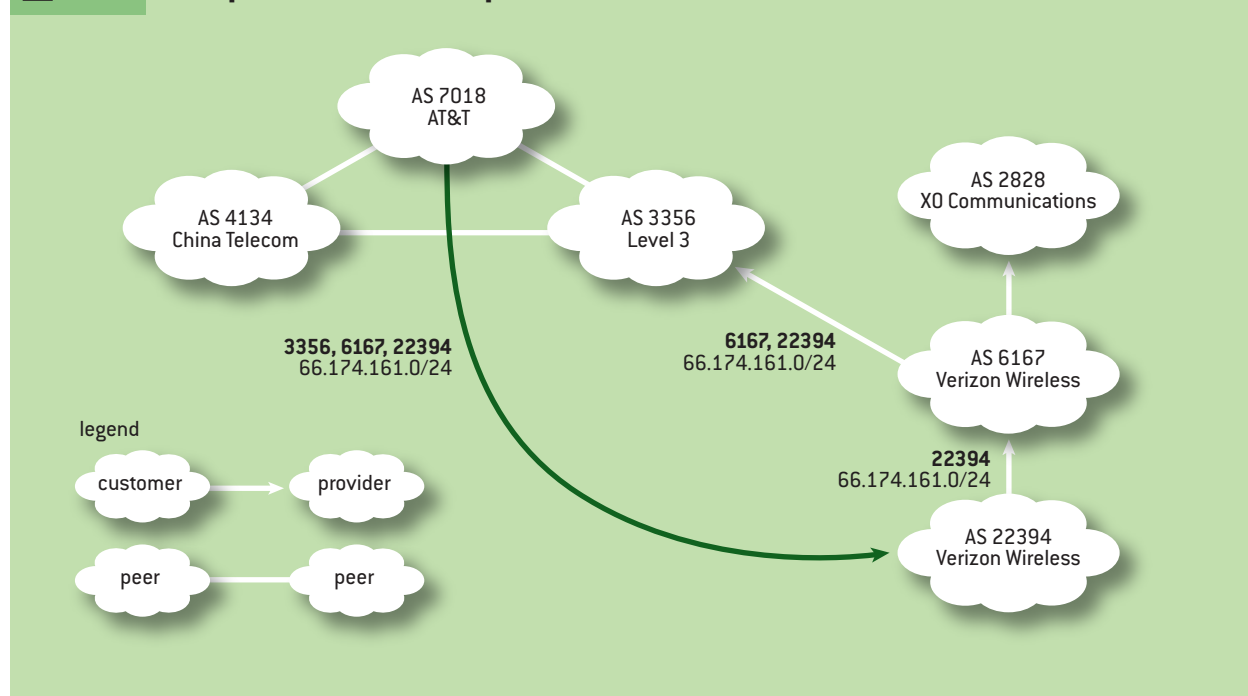 AS 7018
AT&T
AS 4134
China Telecom
AS 3356
Level 3
AS 2828
XO Communications
3356, 6167, 22394
66.174.161.0/24
6167, 22394
66.174.161.0/24
AS 6167
Verizon Wireless
22394
66.174.161.0/24
AS 22394
Verizon Wireless
legend
customer
provider
peer
peer